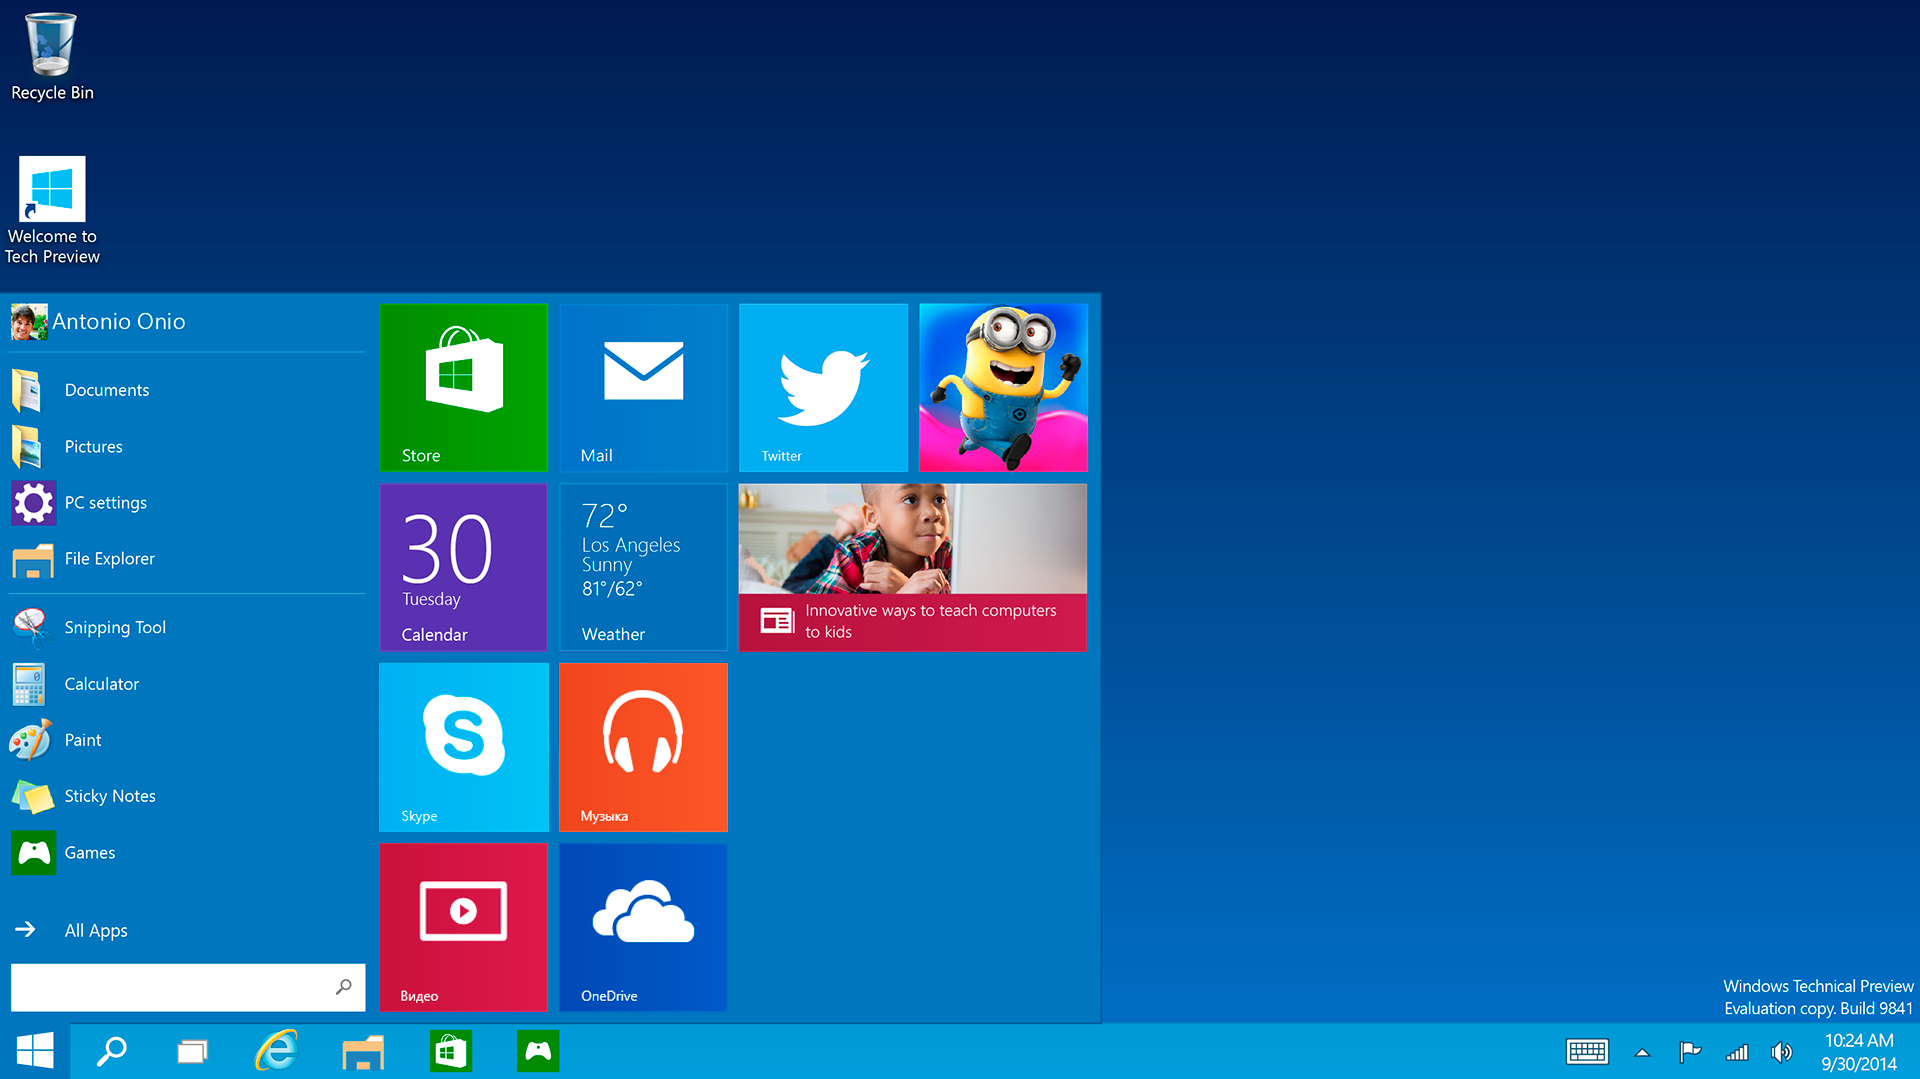 Recycle Bin
Welcome to
Tech Preview
Antonio Onio
Documents
Pictures
PC settings
File Explorer
Snipping Tool
Calculator
Paint
Sticky Notes
Games
All Apps
Store
Mail
Twitter
30
Tuesday
Calendar
72°
Los Angeles
Sunny
81°/62°
Weather
Innovative ways to teach computers
to kids
Skype
Музыка
Видео
OneDrive
Windows Technical Preview
Evaluation copy. Build 9841
10:24 AM
9/30/2014